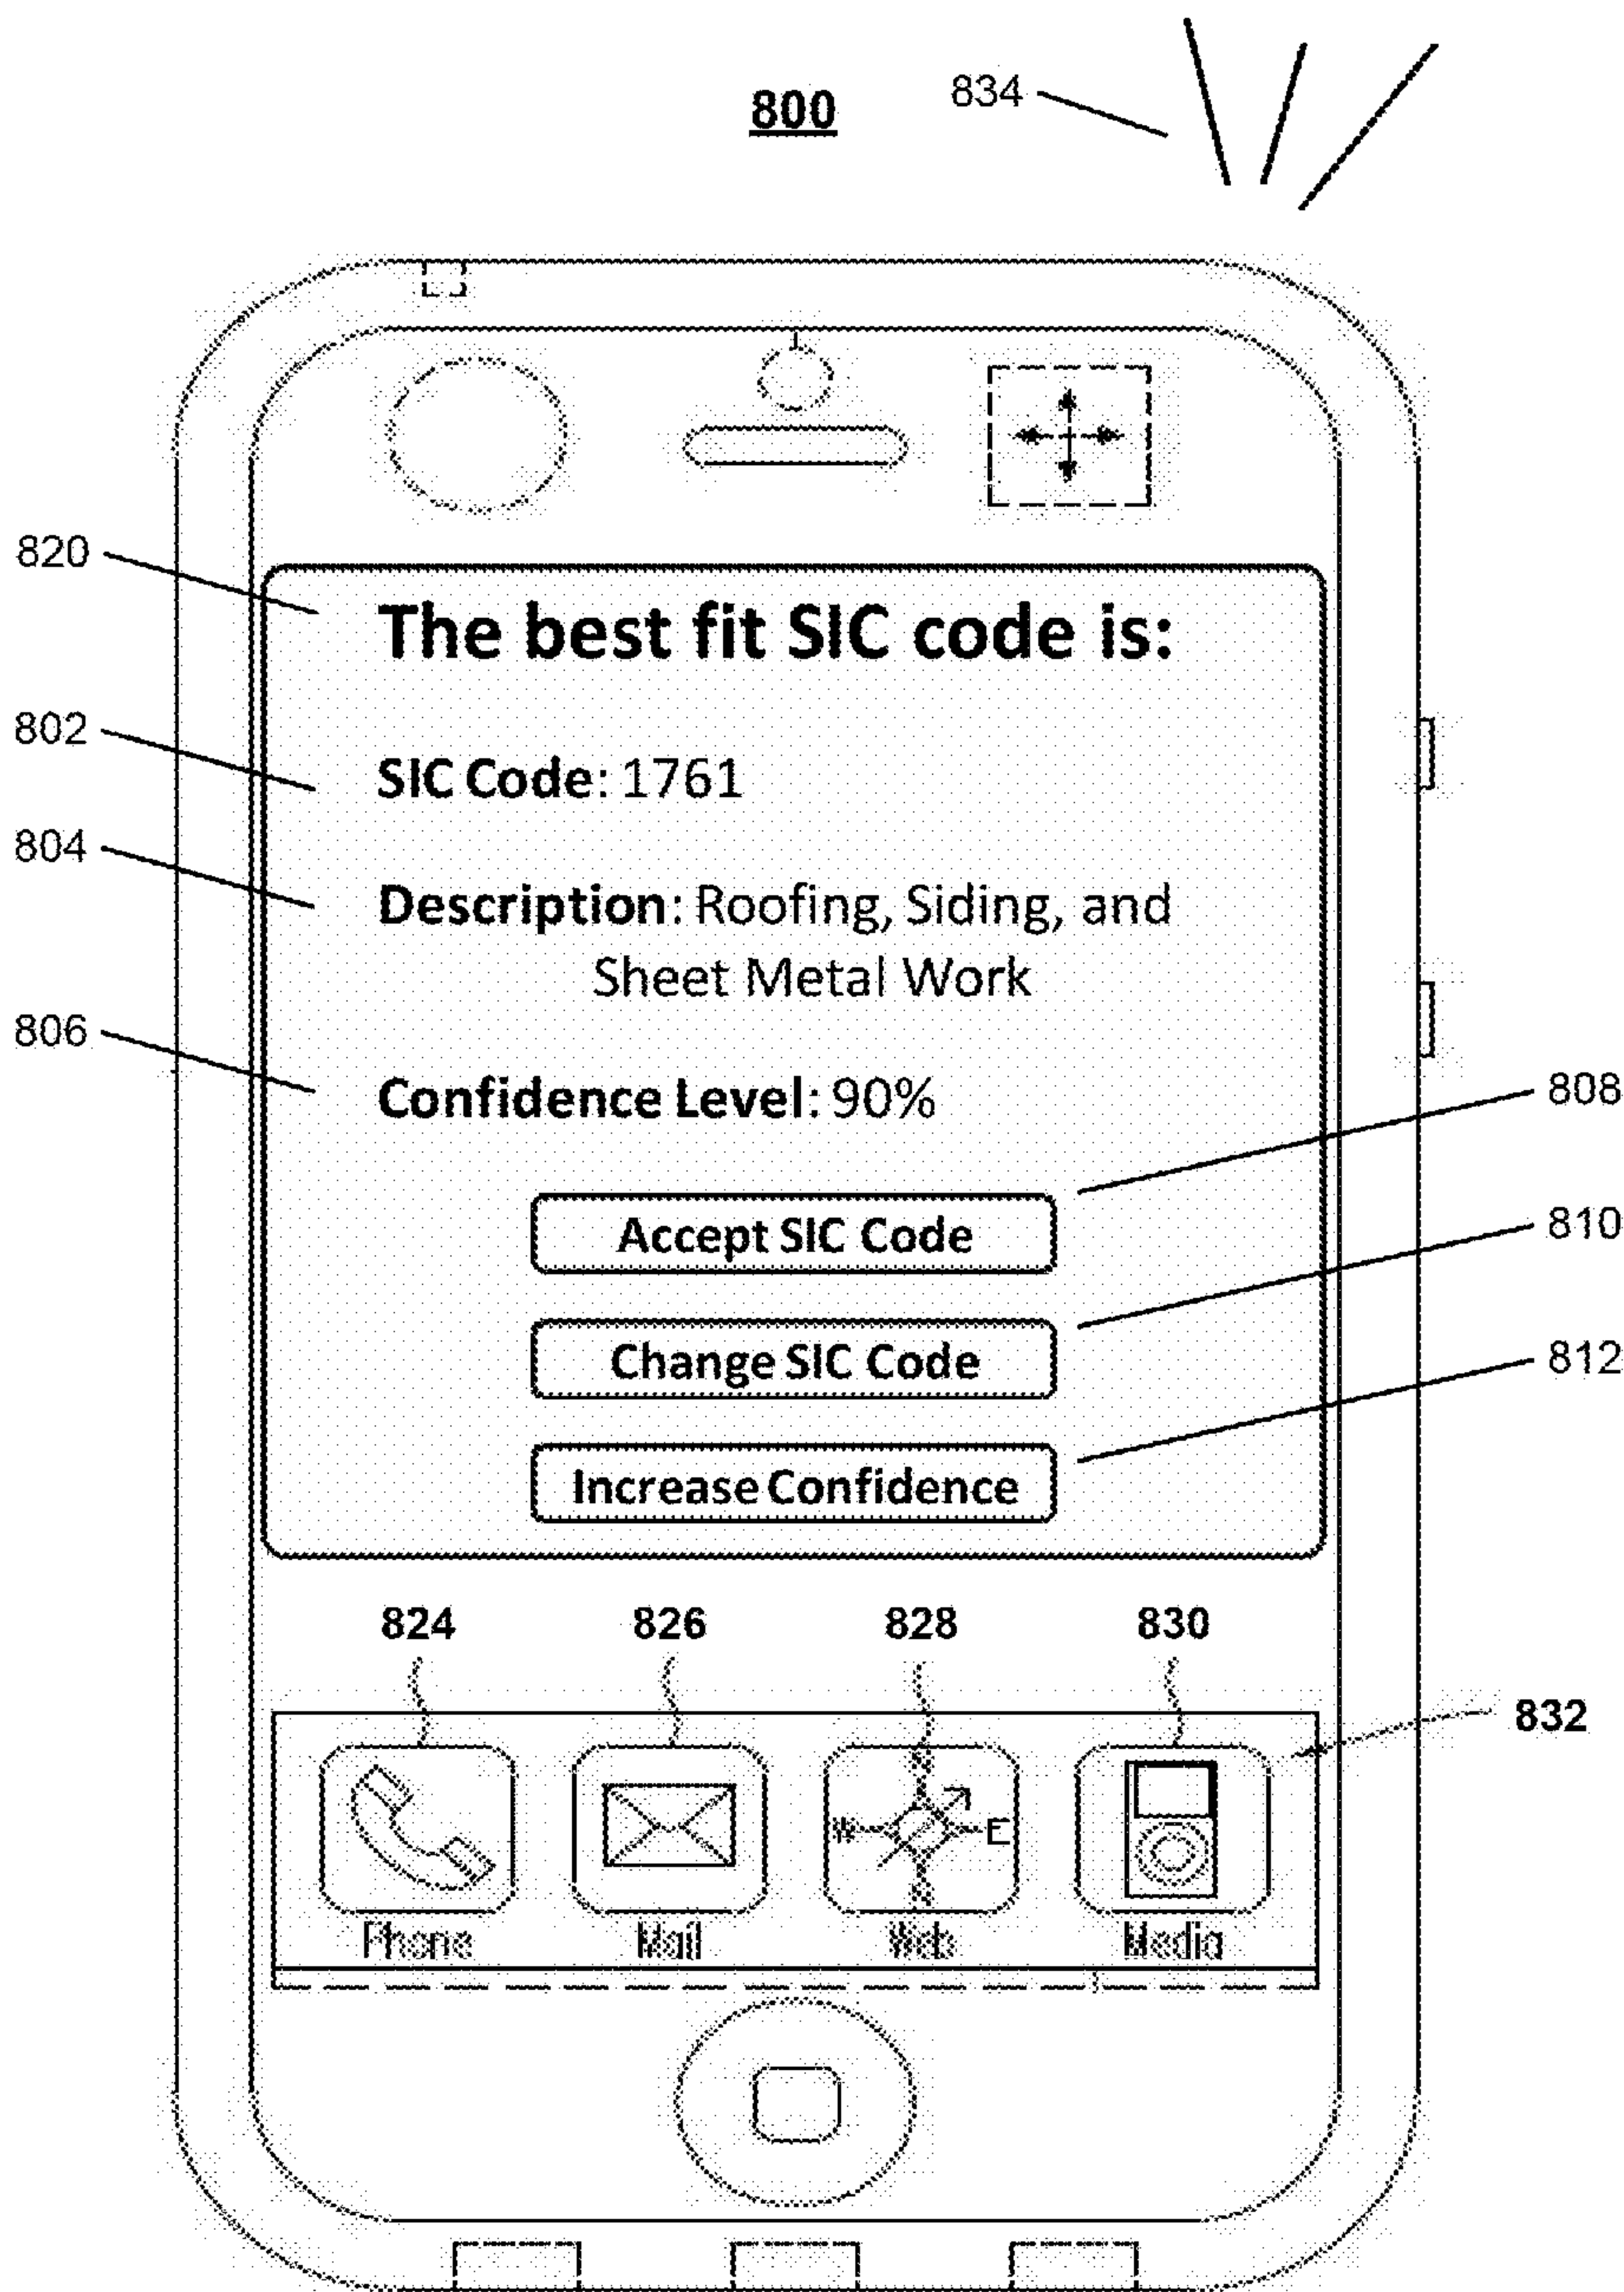 834
800
820
The best fit SIC code is:
802
SIC Code: 1761
804
Description: Roofing, Siding, and
Sheet Metal Work
806
Confidence Level: 90%
808
Accept SIC Code
810
Change SIC Code
812
Increase Confidence
824 826 828 830
832
W E
Phone Mail Web Media